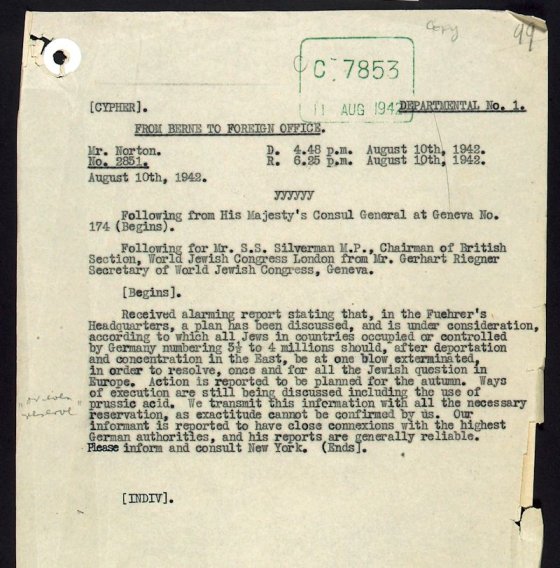 Copy
99
C 7853
11 AUG 1942
[CYPHER].
DEPARTMENTAL No. 1.
FROM BERNE TO FOREIGN OFFICE.
Mr. Norton. D. 4.48 p.m. August 10th, 1942.
No. 2851. R. 6.25 p.m. August 10th, 1942.
August 10th, 1942.
yyyyyy
Following from His Majesty's Consul General at Geneva No.
174 (Begins).
Following for Mr. S.S. Silverman M.P., Chairman of British
Section, World Jewish Congress London from Mr. Gerhart Riegner
Secretary of World Jewish Congress, Geneva.
[Begins].
Received alarming report stating that, in the Fuehrer's
Headquarters, a plan has been discussed, and is under consideration,
according to which all Jews in countries occupied or controlled
by Germany numbering 3½ to 4 millions should, after deportation
and concentration in the East, be at one blow exterminated,
in order to resolve, once and for all the Jewish question in
Europe. Action is reported to be planned for the autumn. Ways
of execution are still being discussed including the use of
prussic acid. We transmit this information with all the necessary
reservation, as exactitude cannot be confirmed by us. Our
informant is reported to have close connexions with the highest
German authorities, and his reports are generally reliable.
Please inform and consult New York. (Ends].
[INDIV].